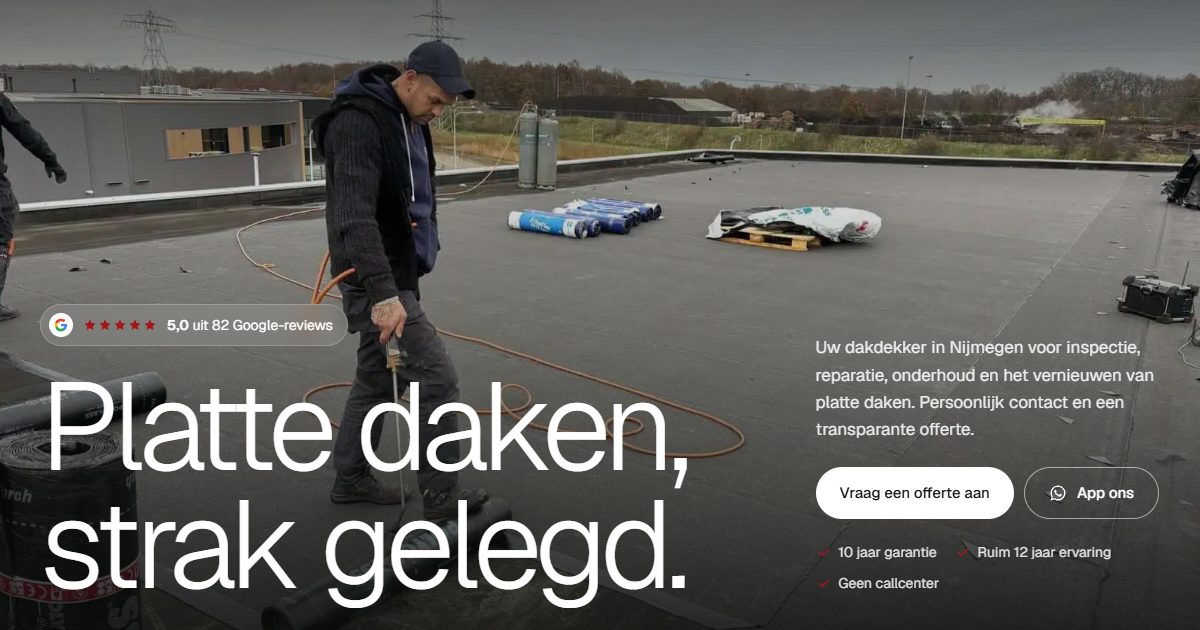 5,0 uit 82 Google-reviews
Platte daken,
strak gelegd.
Uw dakdekker in Nijmegen voor inspectie,
reparatie, onderhoud en het vernieuwen van
platte daken. Persoonlijk contact en een
transparante offerte.
Vraag een offerte aan
App ons
10 jaar garantie
Ruim 12 jaar ervaring
Geen callcenter